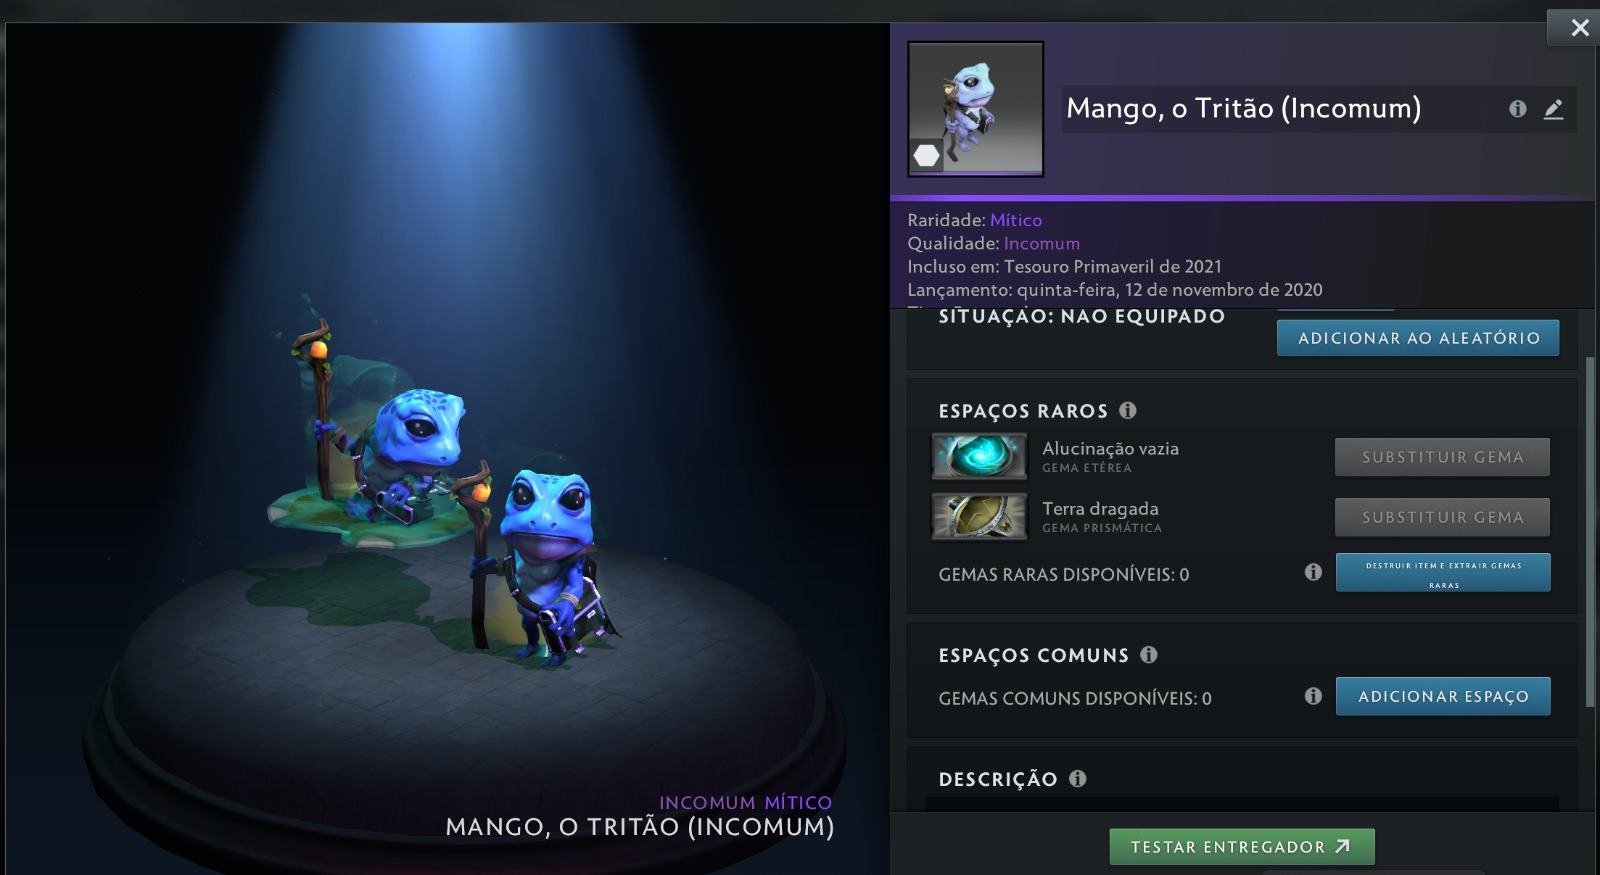 Mango, o Tritão (Incomum)
Raridade: Mítico
Qualidade: Incomum
Incluso em: Tesouro Primaveril de 2021
Lançamento: quinta-feira, 12 de novembro de 2020
SITUAÇÃO: NÃO EQUIPADO
ADICIONAR AO ALEATÓRIO
ESPAÇOS RAROS
Alucinação vazia
GEMA ETÉREA
SUBSTITUIR GEMA
Terra dragada
GEMA PRISMÁTICA
SUBSTITUIR GEMA
GEMAS RARAS DISPONÍVEIS: 0
DESTRUIR ITEM E EXTRAIR GEMAS
RARAS
ESPAÇOS COMUNS
GEMAS COMUNS DISPONÍVEIS: 0
ADICIONAR ESPAÇO
DESCRIÇÃO
INCOMUM MÍTICO
MANGO, O TRITÃO (INCOMUM)
TESTAR ENTREGADOR